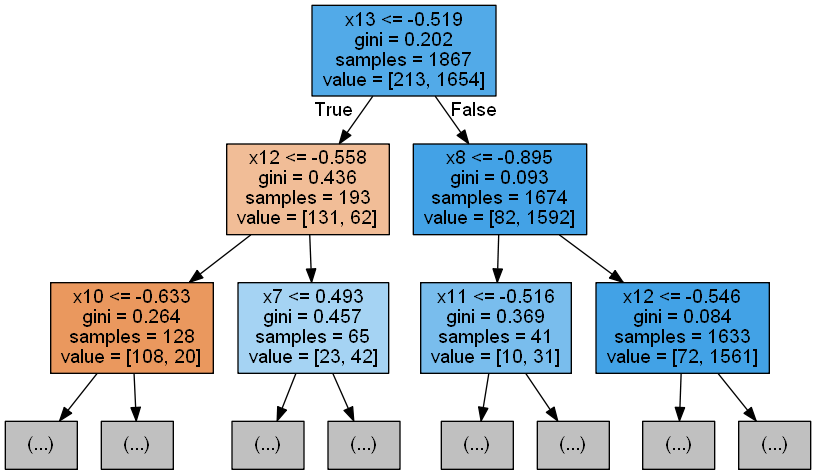 x13 <= -0.519
gini = 0.202
samples = 1867
value = [213, 1654]
True
False
x12 <= -0.558
gini = 0.436
samples = 193
value = [131, 62]
x8 <= -0.895
gini = 0.093
samples = 1674
value = [82, 1592]
x10 <= -0.633
gini = 0.264
samples = 128
value = [108, 20]
x7 <= 0.493
gini = 0.457
samples = 65
value = [23, 42]
x11 <= -0.516
gini = 0.369
samples = 41
value = [10, 31]
x12 <= -0.546
gini = 0.084
samples = 1633
value = [72, 1561]
(...)
(...)
(...)
(...)
(...)
(...)
(...)
(...)